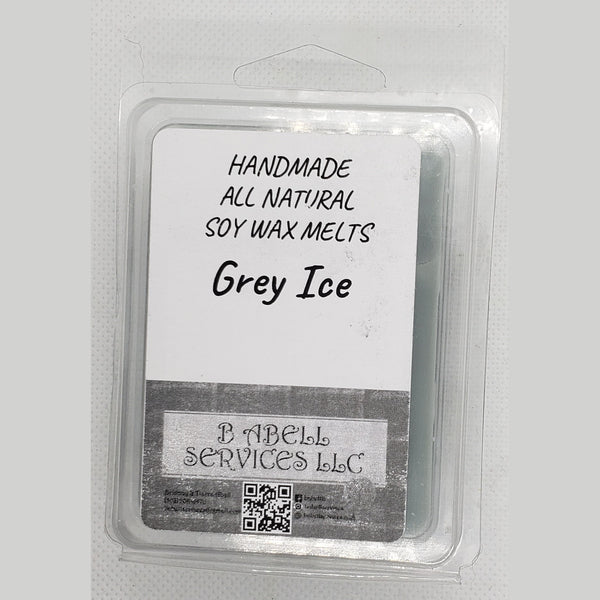 HANDMADE
ALL NATURAL
SOY WAX MELTS
Grey Ice
B ABELL
SERVICES LLC